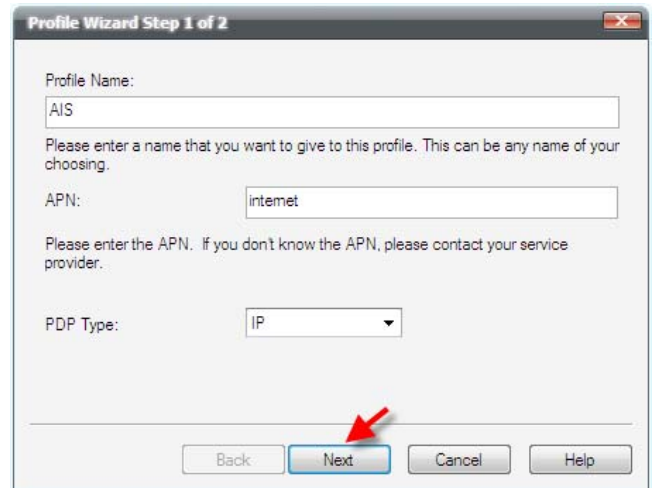 Profile Wizard Step 1 of 2
Profile Name:
AIS
Please enter a name that you want to give to this profile. This can be any name of your
choosing.
APN: internet
Please enter the APN. If you don't know the APN, please contact your service
provider.
PDP Type: IP
Back Next Cancel Help